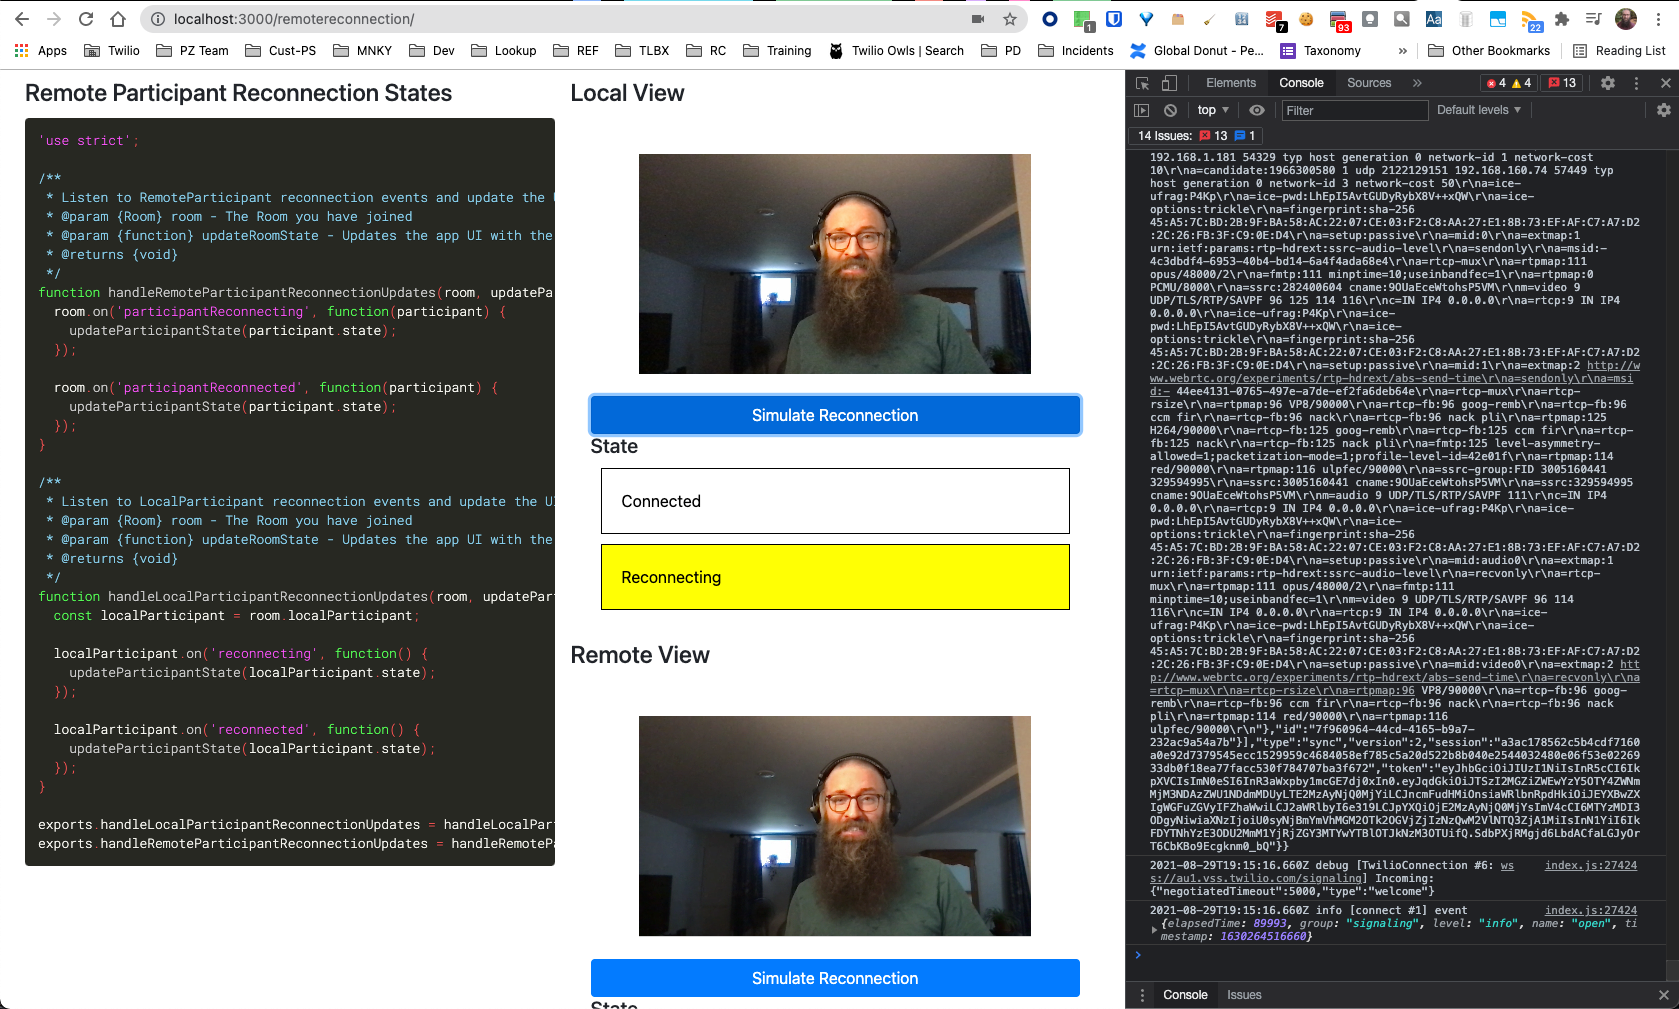 localhost:3000/remotereconnection/
1
7
93
Aa
22
Apps
Twilio
PZ Team
Cust-PS
MNKY
Dev
Lookup
REF
TLBX
RC
Training
Twilio Owls | Search
PD
Incidents
Global Donut - Pe...
Taxonomy
»
Other Bookmarks
Reading List
Remote Participant Reconnection States
'use strict';
/**
* Listen to RemoteParticipant reconnection events and update the
* @param {Room} room - The Room you have joined
* @param {function} updateRoomState - Updates the app UI with the
* @returns {void}
*/
function handleRemoteParticipantReconnectionUpdates(room, updatePa
room.on('participantReconnecting', function(participant) {
updateParticipantState(participant.state);
});
room.on('participantReconnected', function(participant) {
updateParticipantState(participant.state);
});
}
/**
* Listen to LocalParticipant reconnection events and update the U
* @param {Room} room - The Room you have joined
* @param {function} updateRoomState - Updates the app UI with the
* @returns {void}
*/
function handleLocalParticipantReconnectionUpdates(room, updatePar
const localParticipant = room.localParticipant;
localParticipant.on('reconnecting', function() {
updateParticipantState(localParticipant.state);
});
localParticipant.on('reconnected', function() {
updateParticipantState(localParticipant.state);
});
}
exports.handleLocalParticipantReconnectionUpdates = handleLocalPar
exports.handleRemoteParticipantReconnectionUpdates = handleRemoteP
Local View
Simulate Reconnection
State
Connected
Reconnecting
Remote View
Simulate Reconnection
State
Elements
Console
Sources
»
4
4
13
top
Filter
Default levels
14 Issues:
13
1
192.168.1.181 54329 typ host generation 0 network-id 1 network-cost
10\r\na=candidate:1966300580 1 udp 2122129151 192.168.160.74 57449 typ
host generation 0 network-id 3 network-cost 50\r\na=ice-
ufrag:P4Kp\r\na=ice-pwd:LhEpI5AvtGUDyRybX8V++xQW\r\na=ice-
options:trickle\r\na=fingerprint:sha-256
45:A5:7C:BD:2B:9F:BA:58:AC:22:07:CE:03:F2:C8:AA:27:E1:8B:73:EF:AF:C7:A7:D2
:2C:26:FB:3F:C9:0E:D4\r\na=setup:passive\r\na=mid:0\r\na=extmap:1
urn:ietf:params:rtp-hdrext:ssrc-audio-level\r\na=sendonly\r\na=msid:-
4c3dbdf4-6953-40b4-bd14-6a4f4ada68e4\r\na=rtcp-mux\r\na=rtpmap:111
opus/48000/2\r\na=fmtp:111 minptime=10;useinbandfec=1\r\na=rtpmap:0
PCMU/8000\r\na=ssrc:282400604 cname:9OUaEceWtohsP5VM\r\nm=video 9
UDP/TLS/RTP/SAVPF 96 125 114 116\r\nc=IN IP4 0.0.0.0\r\na=rtcp:9 IN IP4
0.0.0.0\r\na=ice-ufrag:P4Kp\r\na=ice-
pwd:LhEpI5AvtGUDyRybX8V++xQW\r\na=ice-
options:trickle\r\na=fingerprint:sha-256
45:A5:7C:BD:2B:9F:BA:58:AC:22:07:CE:03:F2:C8:AA:27:E1:8B:73:EF:AF:C7:A7:D2
:2C:26:FB:3F:C9:0E:D4\r\na=setup:passive\r\na=mid:1\r\na=extmap:2 http://w
ww.webrtc.org/experiments/rtp-hdrext/abs-send-time\r\na=sendonly\r\na=msi
d:- 44ee4131-0765-497e-a7de-ef2fa6deb64e\r\na=rtcp-mux\r\na=rtcp-
rsize\r\na=rtpmap:96 VP8/90000\r\na=rtcp-fb:96 goog-remb\r\na=rtcp-fb:96
ccm fir\r\na=rtcp-fb:96 nack\r\na=rtcp-fb:96 nack pli\r\na=rtpmap:125
H264/90000\r\na=rtcp-fb:125 goog-remb\r\na=rtcp-fb:125 ccm fir\r\na=rtcp-
fb:125 nack\r\na=rtcp-fb:125 nack pli\r\na=fmtp:125 level-asymmetry-
allowed=1;packetization-mode=1;profile-level-id=42e01f\r\na=rtpmap:114
red/90000\r\na=rtpmap:116 ulpfec/90000\r\na=ssrc-group:FID 3005160441
329594995\r\na=ssrc:3005160441 cname:9OUaEceWtohsP5VM\r\na=ssrc:329594995
cname:9OUaEceWtohsP5VM\r\nm=audio 9 UDP/TLS/RTP/SAVPF 111\r\nc=IN IP4
0.0.0.0\r\na=rtcp:9 IN IP4 0.0.0.0\r\na=ice-ufrag:P4Kp\r\na=ice-
pwd:LhEpI5AvtGUDyRybX8V++xQW\r\na=ice-
options:trickle\r\na=fingerprint:sha-256
45:A5:7C:BD:2B:9F:BA:58:AC:22:07:CE:03:F2:C8:AA:27:E1:8B:73:EF:AF:C7:A7:D2
:2C:26:FB:3F:C9:0E:D4\r\na=setup:passive\r\na=mid:audio0\r\na=extmap:1
urn:ietf:params:rtp-hdrext:ssrc-audio-level\r\na=recvonly\r\na=rtcp-
mux\r\na=rtpmap:111 opus/48000/2\r\na=fmtp:111
minptime=10;useinbandfec=1\r\nm=video 9 UDP/TLS/RTP/SAVPF 96 114
116\r\nc=IN IP4 0.0.0.0\r\na=rtcp:9 IN IP4 0.0.0.0\r\na=ice-
ufrag:P4Kp\r\na=ice-pwd:LhEpI5AvtGUDyRybX8V++xQW\r\na=ice-
options:trickle\r\na=fingerprint:sha-256
45:A5:7C:BD:2B:9F:BA:58:AC:22:07:CE:03:F2:C8:AA:27:E1:8B:73:EF:AF:C7:A7:D2
:2C:26:FB:3F:C9:0E:D4\r\na=setup:passive\r\na=mid:video0\r\na=extmap:2 htt
p://www.webrtc.org/experiments/rtp-hdrext/abs-send-time\r\na=recvonly\r\na
=rtcp-mux\r\na=rtcp-rsize\r\na=rtpmap:96 VP8/90000\r\na=rtcp-fb:96 goog-
remb\r\na=rtcp-fb:96 ccm fir\r\na=rtcp-fb:96 nack\r\na=rtcp-fb:96 nack
pli\r\na=rtpmap:114 red/90000\r\na=rtpmap:116
ulpfec/90000\r\n"},"id":"7f960964-44cd-4165-b9a7-
232ac9a54a7b"}],"type":"sync","version":2,"session":"a3ac178562c5b4cdf7160
2021-08-29T19:15:16.660Z debug [TwilioConnection #6: ws index.js:27424
s://au1.vss.twilio.com/signaling] Incoming:
{"negotiatedTimeout":5000,"type":"welcome"}
2021-08-29T19:15:16.660Z info [connect #1] event index.js:27424
{elapsedTime: 89993, group: "signaling", level: "info", name: "open", ti
mestamp: 1630264516660}
Console
Issues